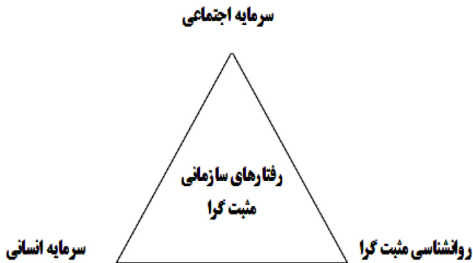 سرمایه اجتماعی
رفتارهای سازمانی
مثبت گرا
روانشناسی مثبت گرا
سرمایه انسانی